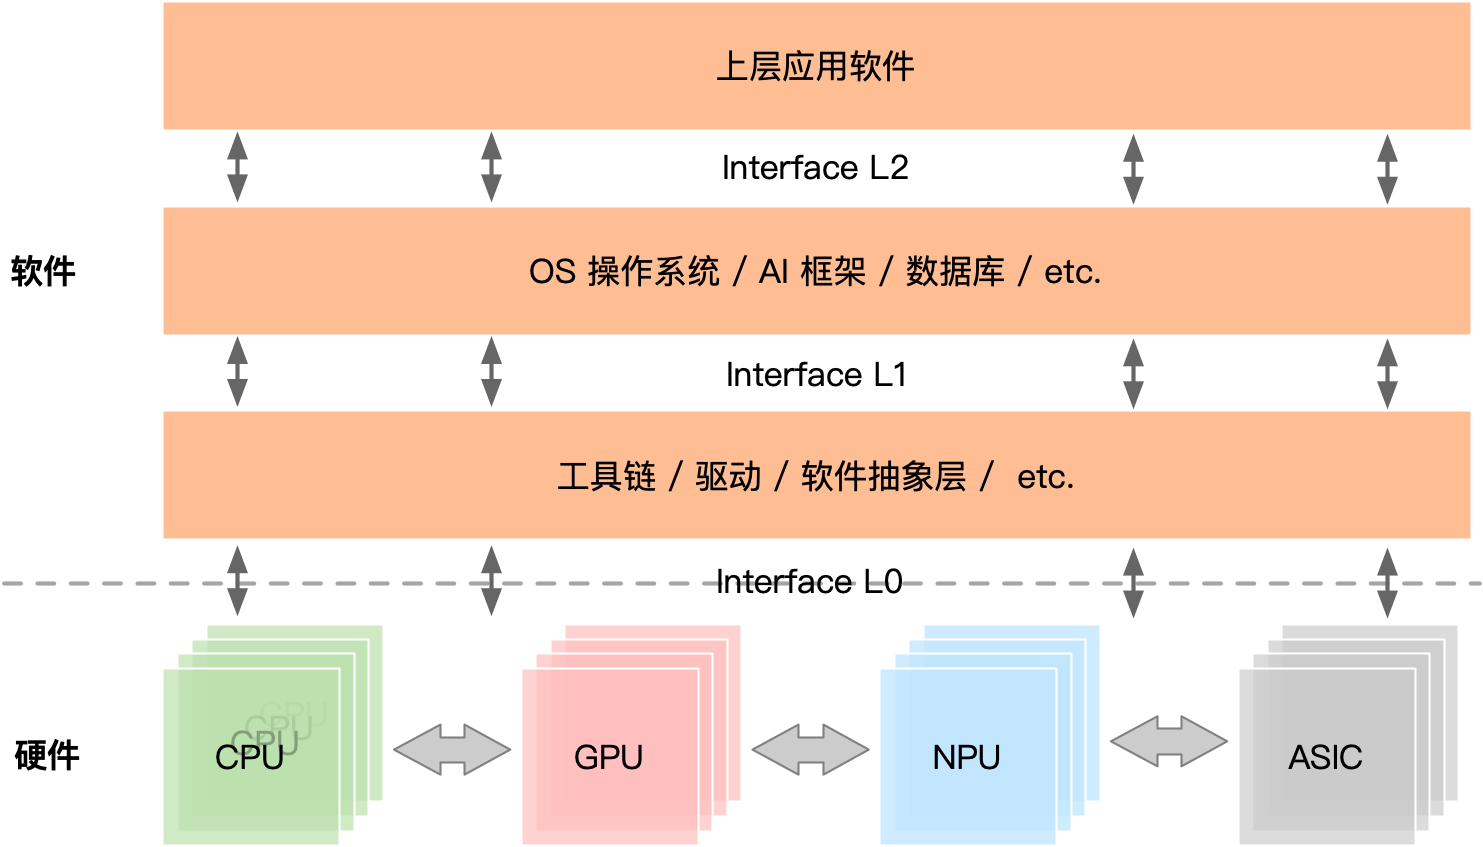 上层应用软件
Interface L2
软件
OS 操作系统 / AI 框架 / 数据库 / etc.
Interface L1
工具链 / 驱动 / 软件抽象层 / etc.
Interface L0
CPU
CPU
硬件
CPU
GPU
NPU
ASIC